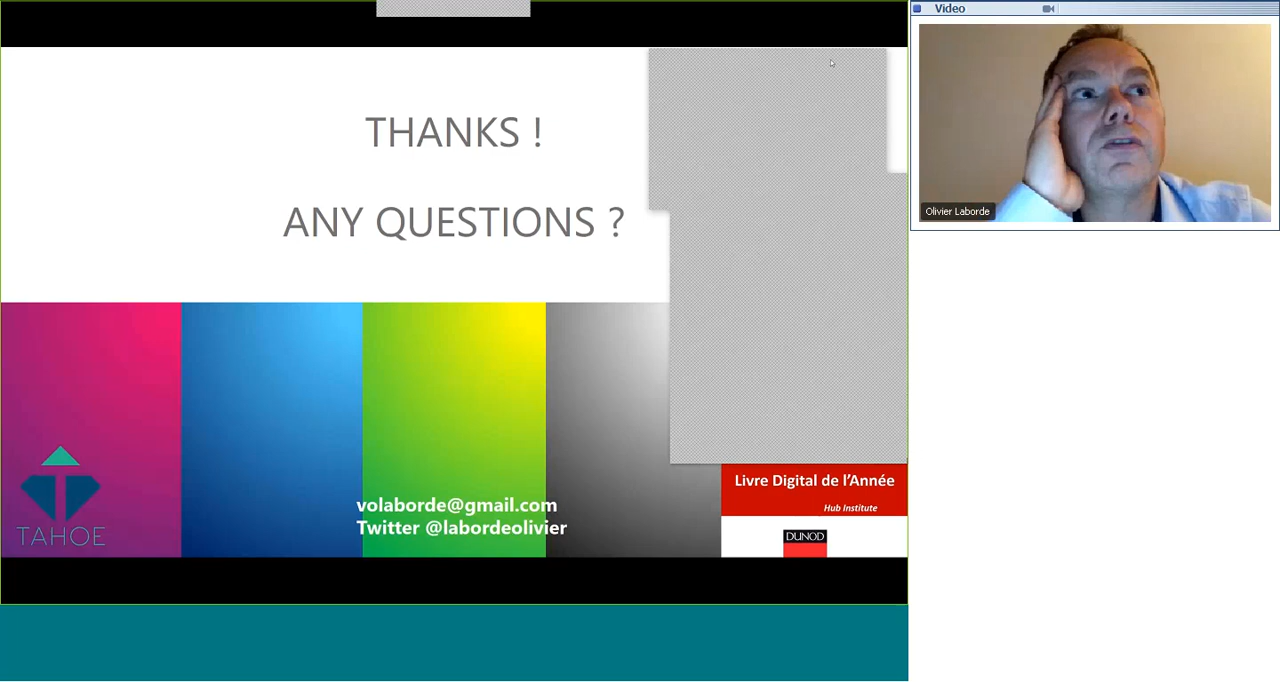 Video
THANKS !
ANY QUESTIONS ?
Olivier Laborde
Livre Digital de l'Année
Hub Institute
volaborde@gmail.com
Twitter @labordeolivier
TAHOE
DUNOD